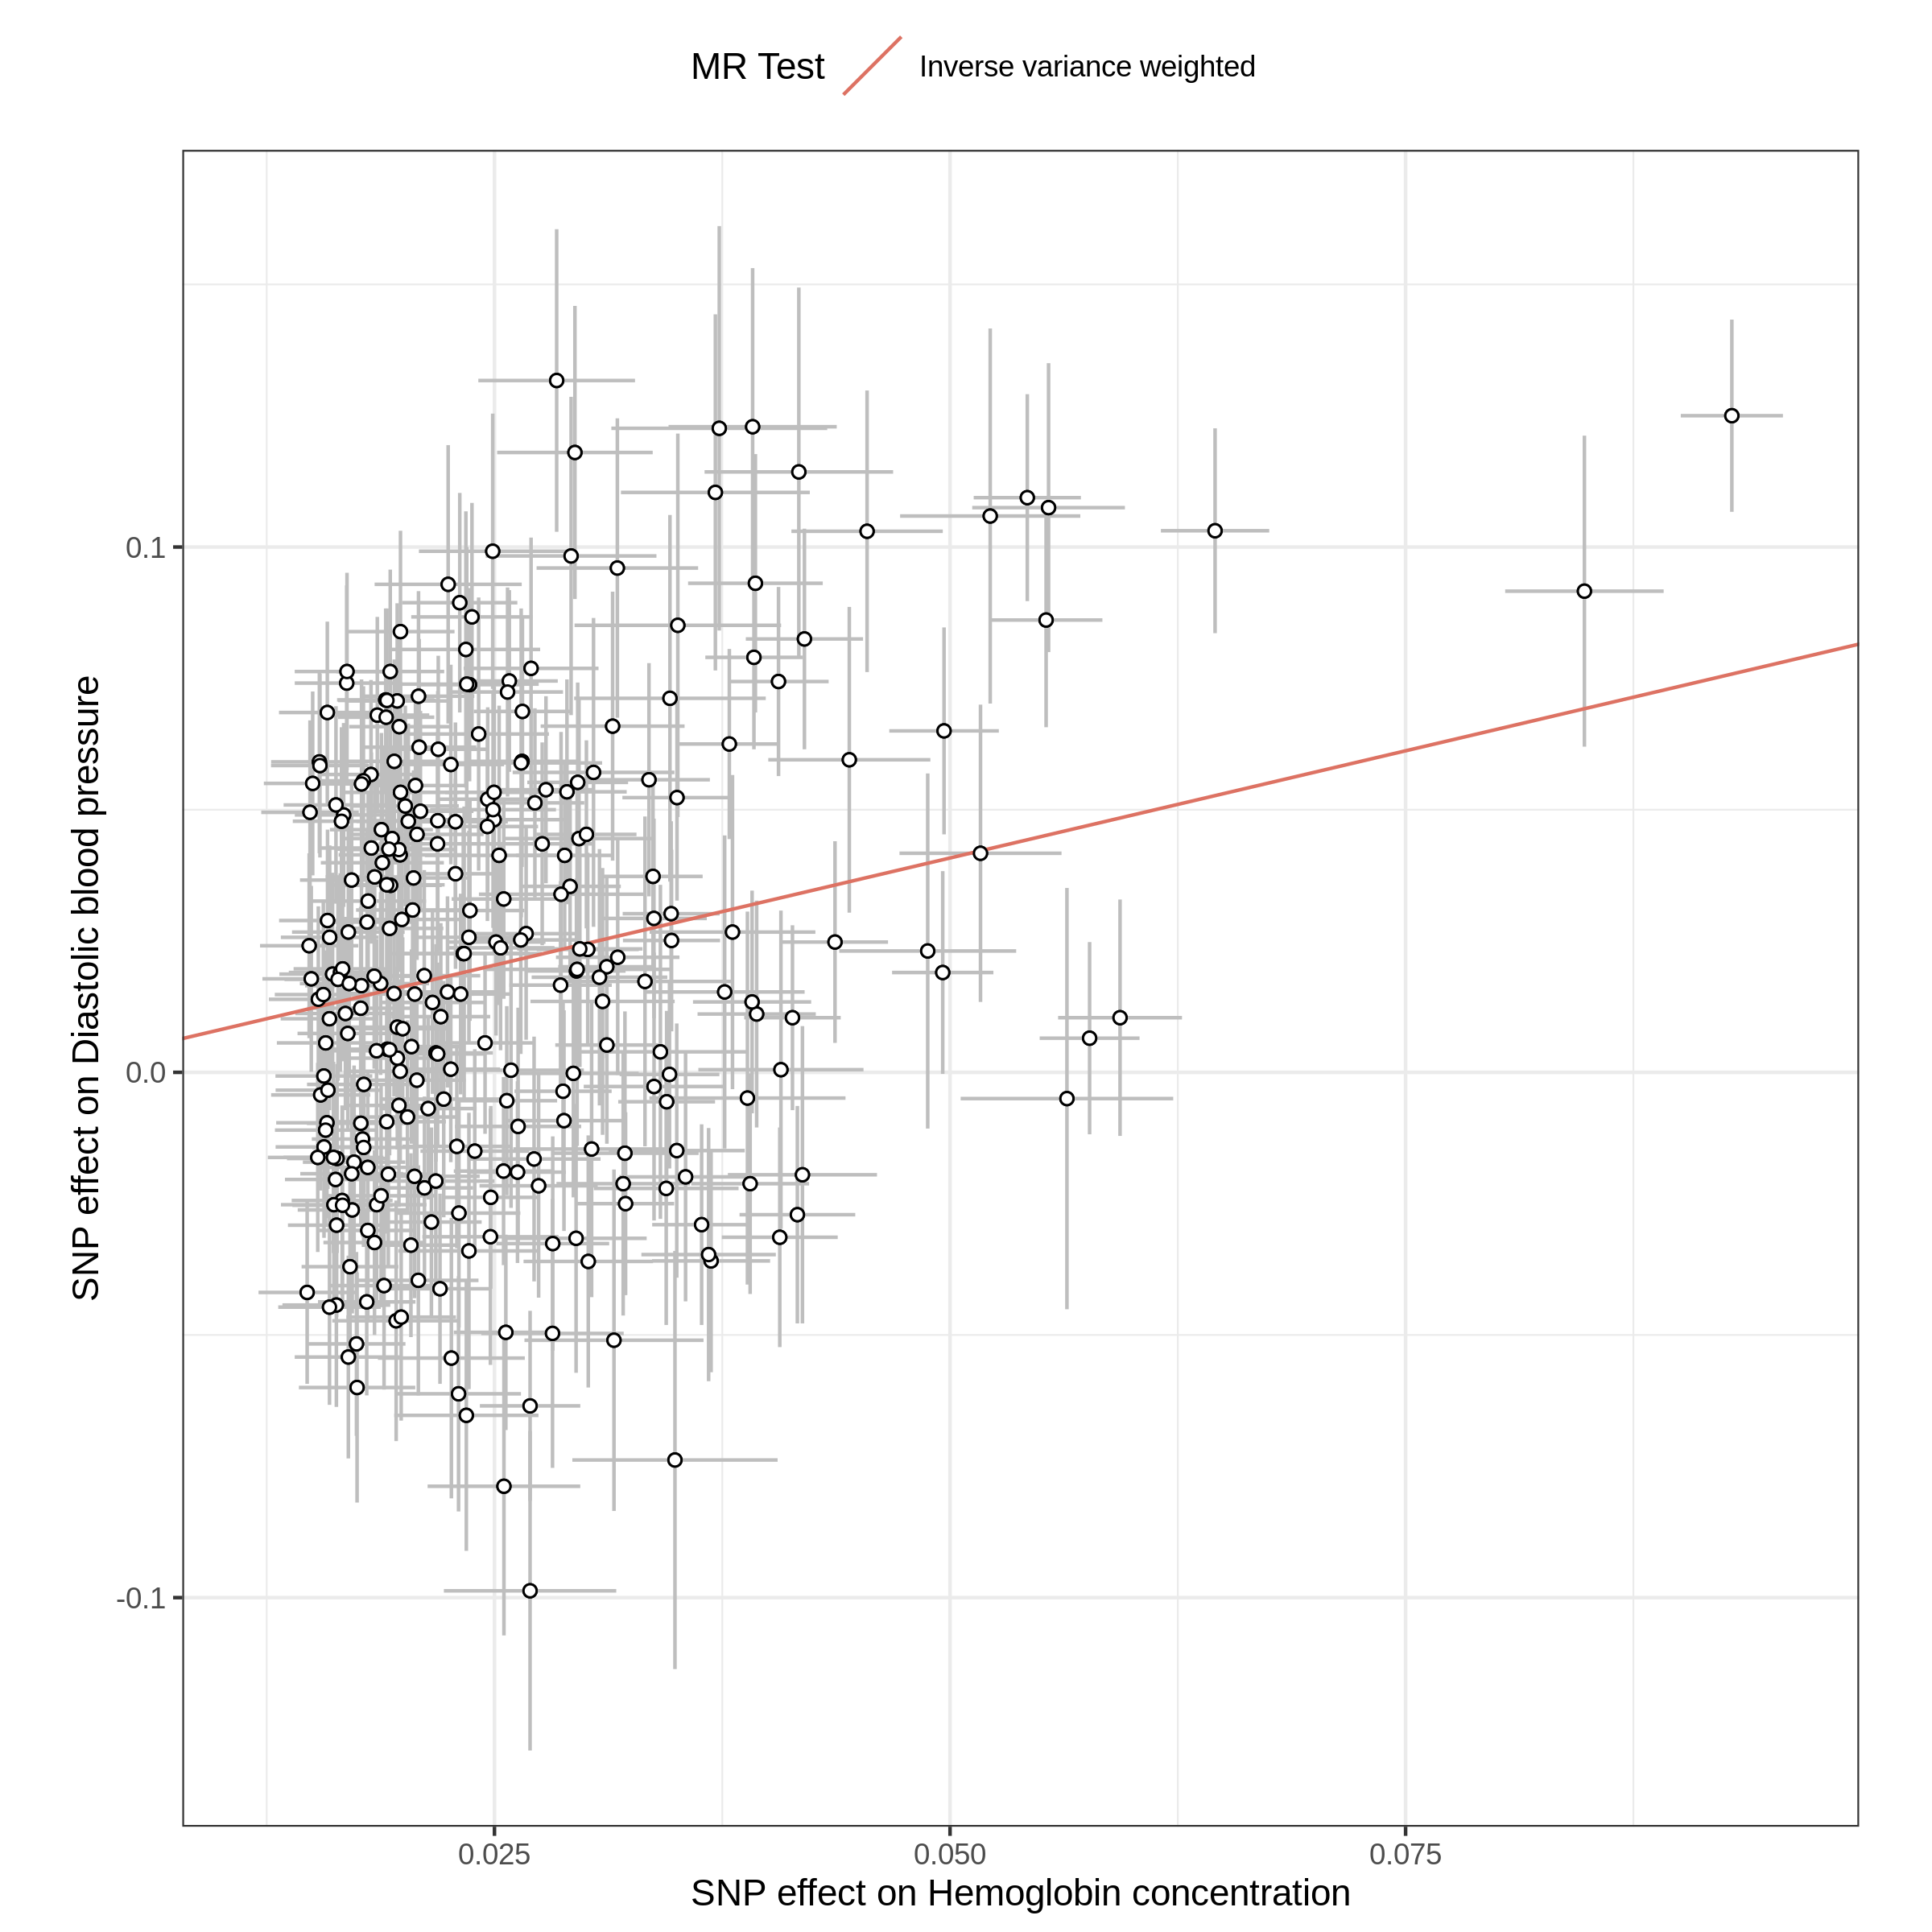 MR Test
Inverse variance weighted
SNP effect on Diastolic blood pressure
0.1
0.0
-0.1
0.025
0.050
0.075
SNP effect on Hemoglobin concentration